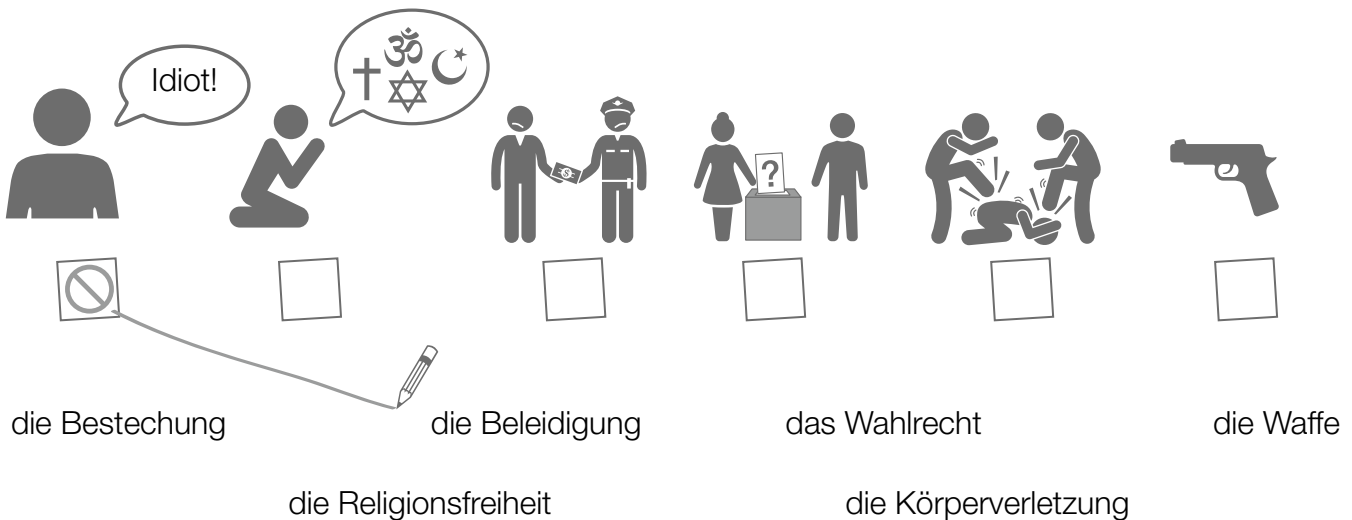 Idiot!
die Bestechung
die Beleidigung
das Wahlrecht
die Waffe
die Religionsfreiheit
die Körperverletzung